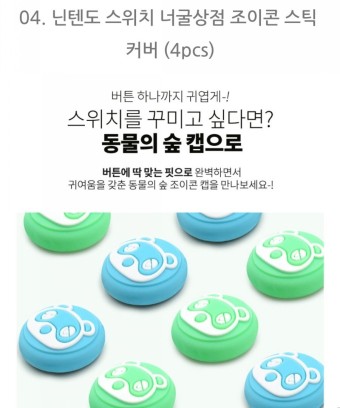 04. 닌텐도 스위치 너굴상점 조이콘 스틱
커버 (4pcs)
버튼 하나까지 귀엽게-!
스위치를 꾸미고 싶다면?
동물의 숲 캡으로
버튼에 딱 맞는 핏으로 완벽하면서
귀여움을 갖춘 동물의 숲 조이콘 캡을 만나보세요-!